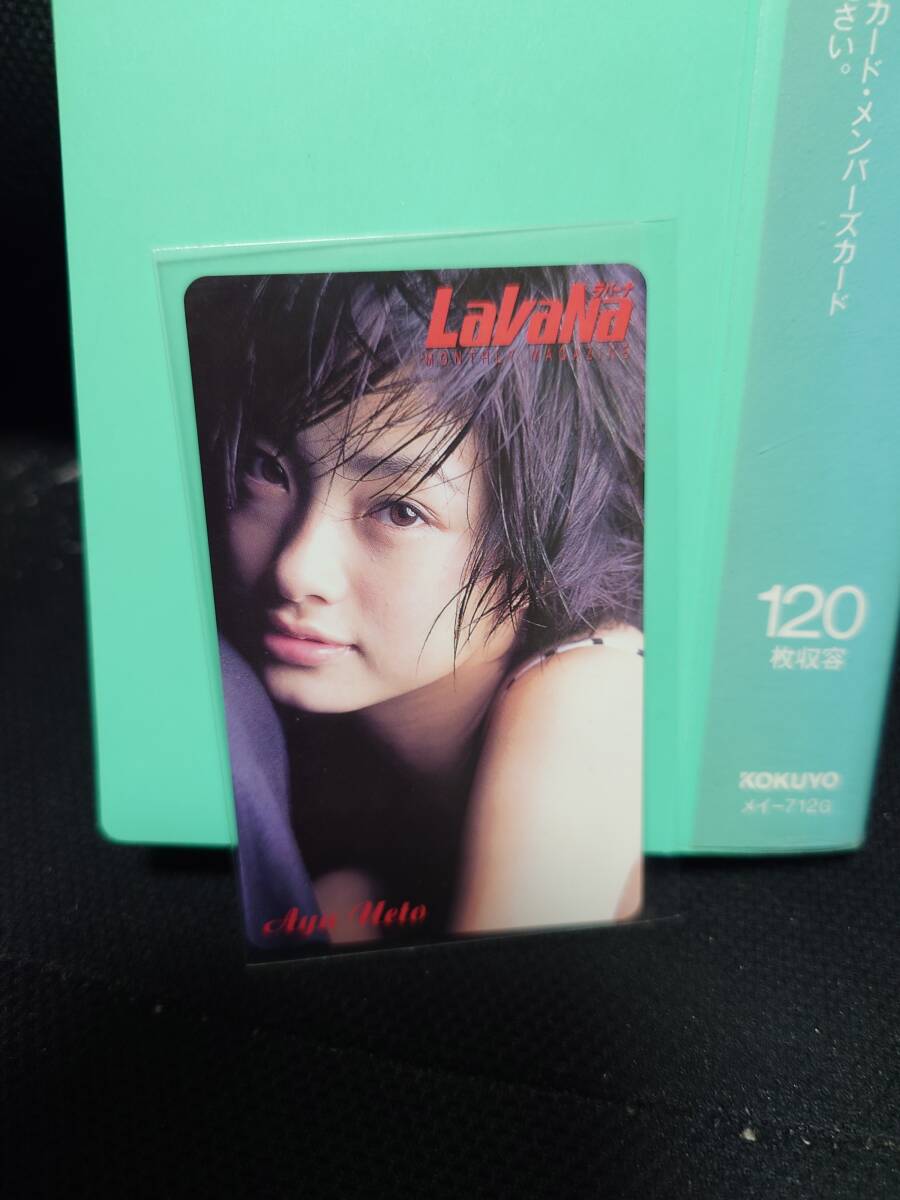 ラバーナ
LaVaNa
MONTHLY MAGAZINE
Aya Ueto
カード・メンバーズカード
さい。
120
枚収容
KOKUYO
メイ-712G